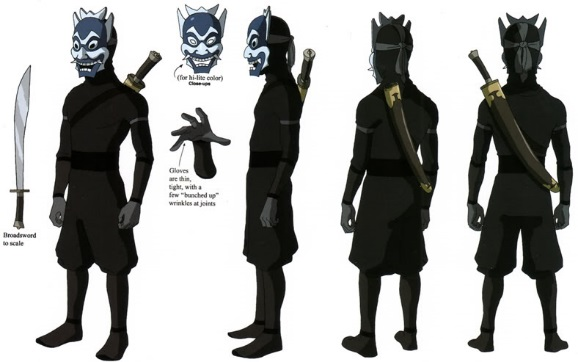 (for hi-lite color)
Close-ups
Gloves
are thin,
tight, with a
few "bunched up"
wrinkles at joints
Broadsword
to scale